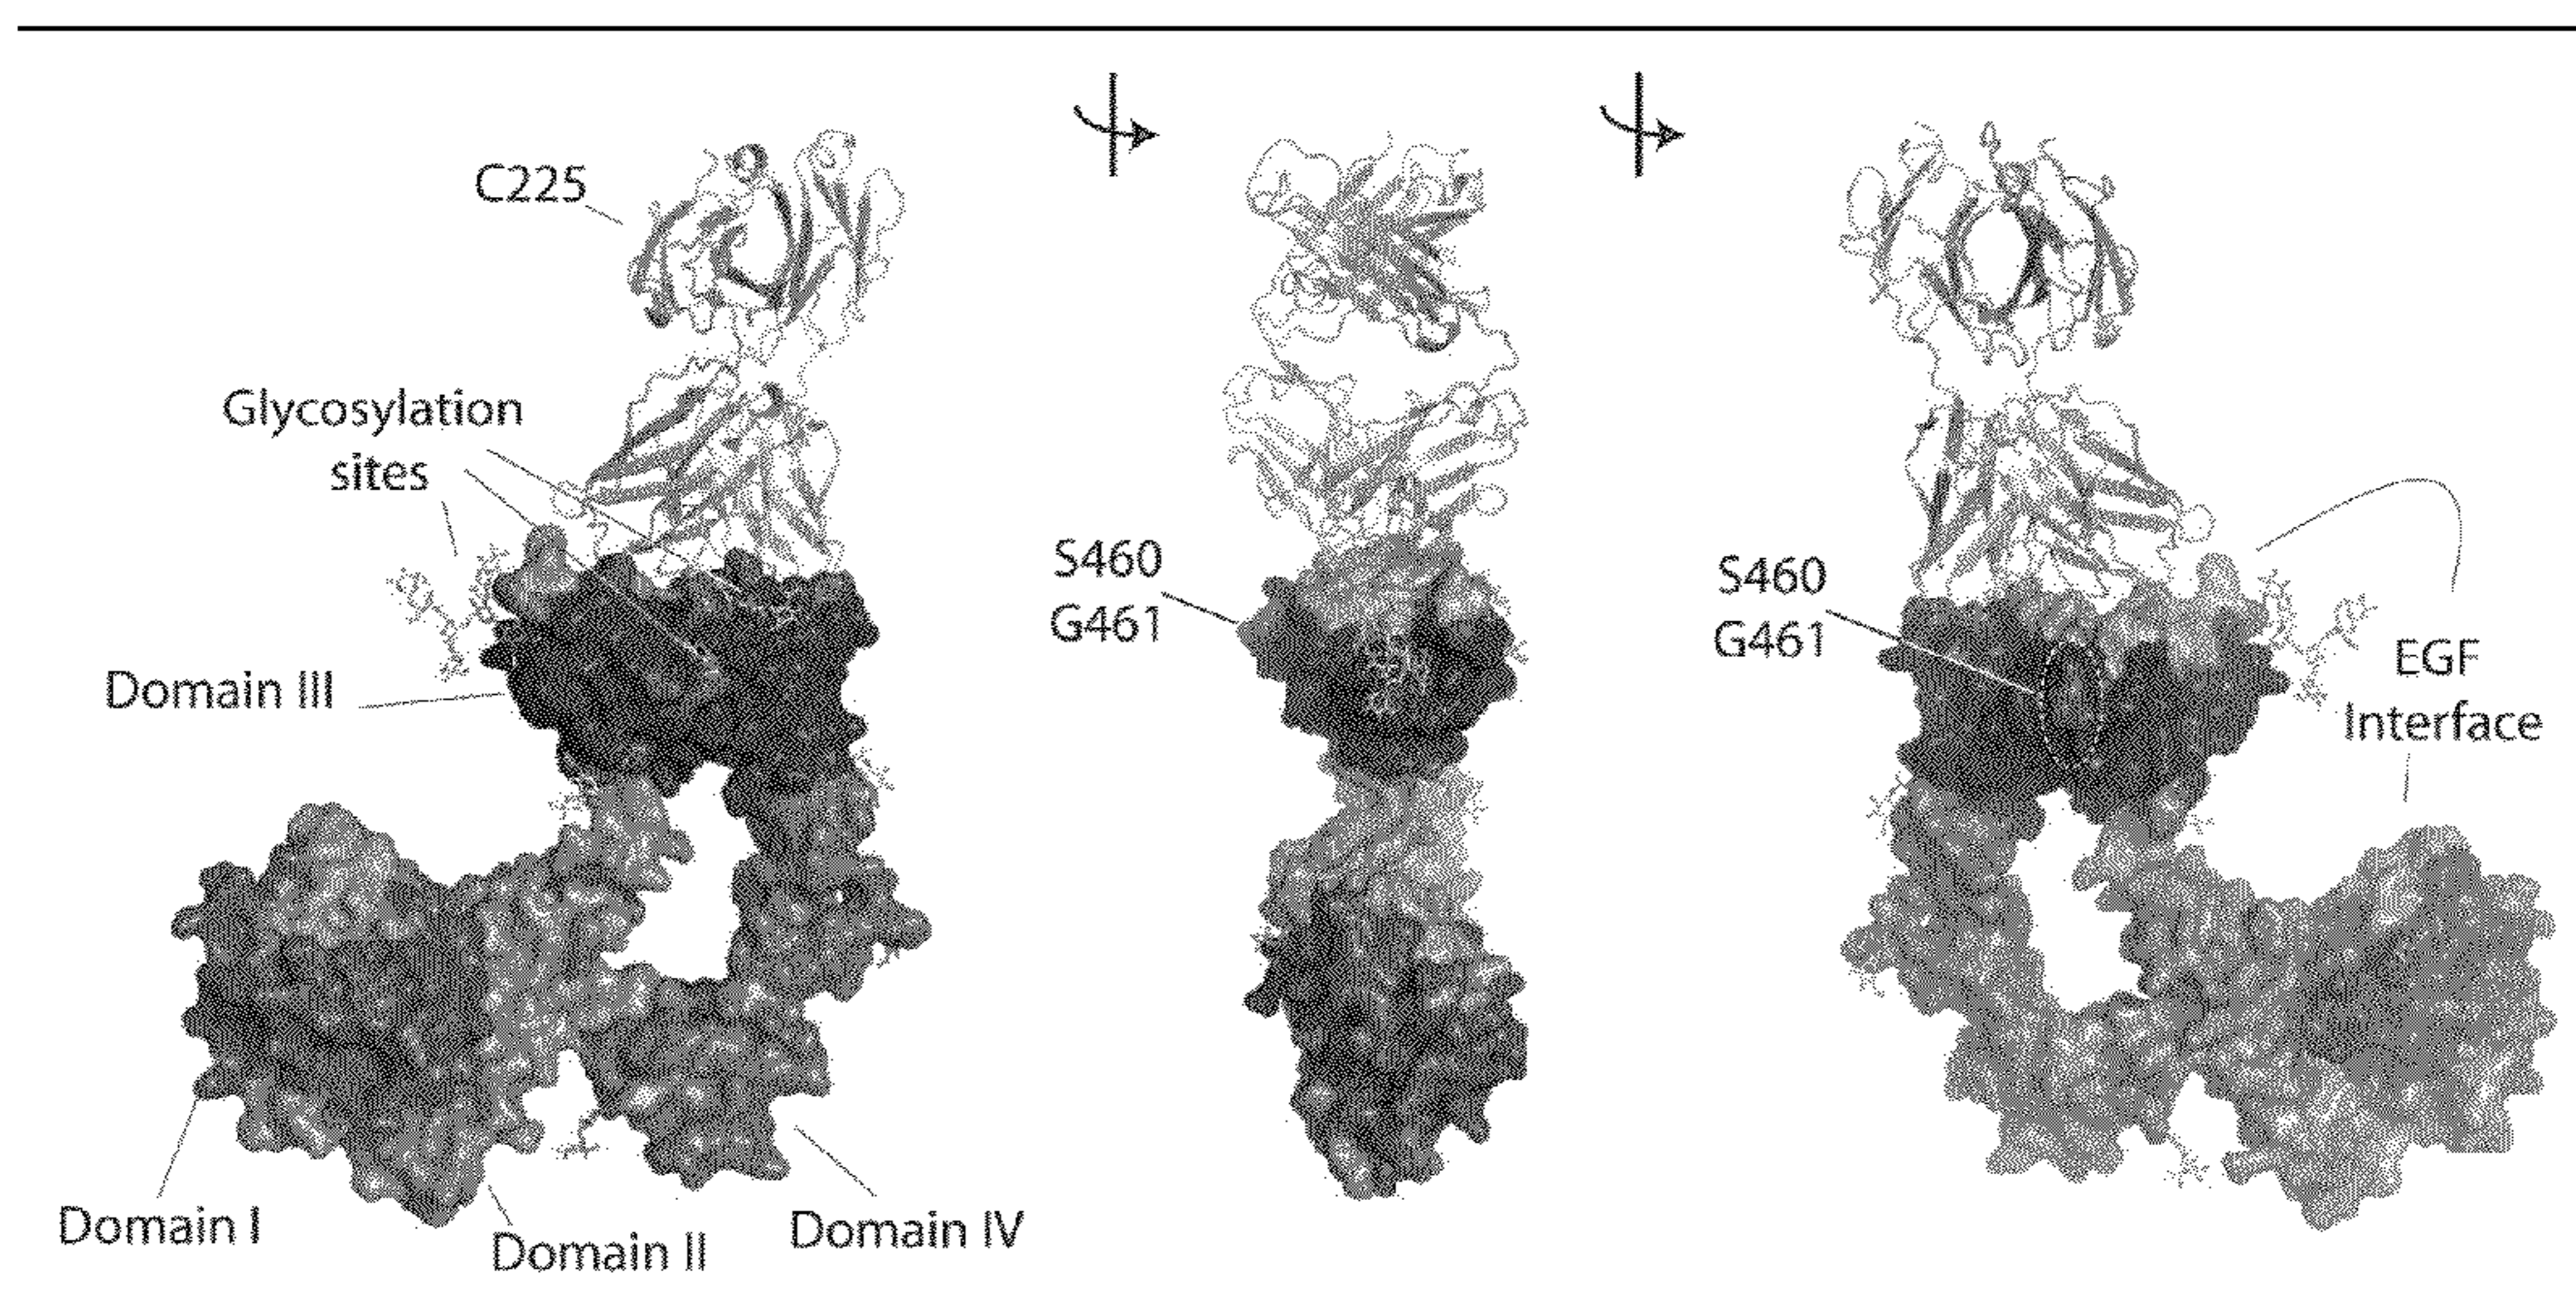 C225
Glycosylation
sites
Domain III
Domain I
Domain II
Domain IV
S460
G461
S460
G461
EGF
Interface